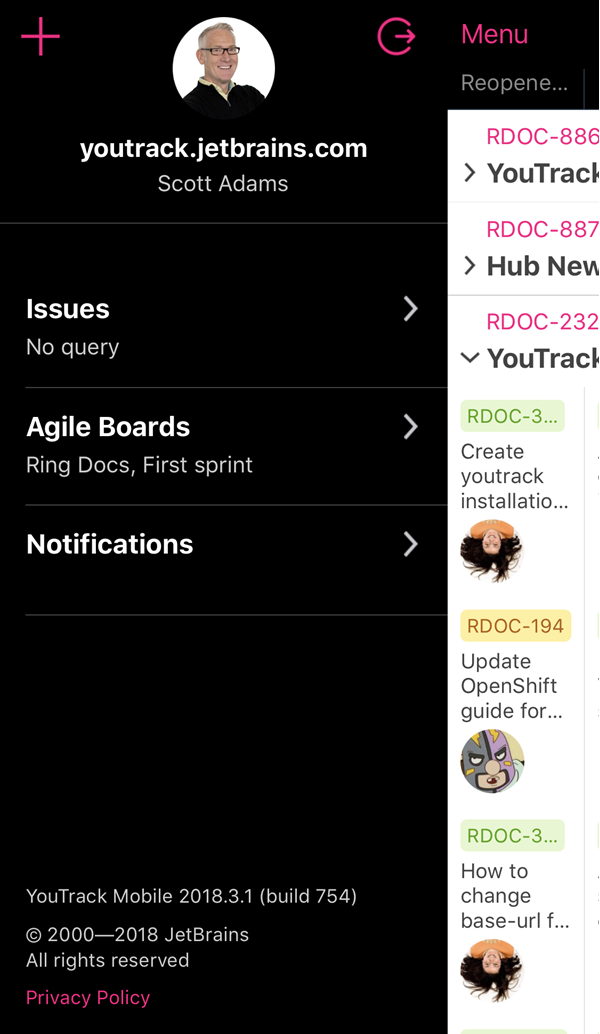 youtrack.jetbrains.com
Scott Adams
Issues
No query
Agile Boards
Ring Docs, First sprint
Notifications
YouTrack Mobile 2018.3.1 (build 754)
© 2000—2018 JetBrains
All rights reserved
Privacy Policy
Menu
Reopene...
RDOC-886
YouTrack
RDOC-887
Hub New
RDOC-232
YouTrack
RDOC-3...
Create
youtrack
installatio...
RDOC-194
Update
OpenShift
guide for...
RDOC-3...
How to
change
base-url f...